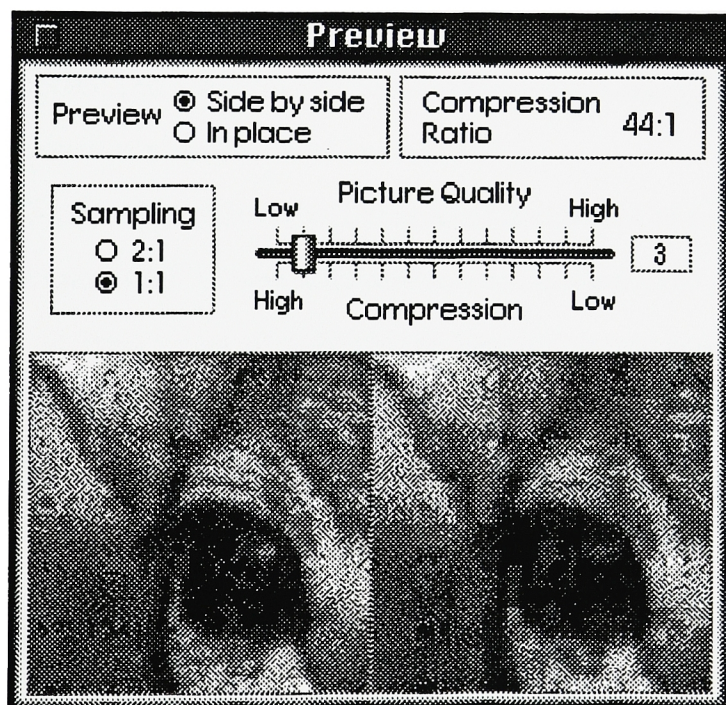 Preview
Preview
Side by side
In place
Compression
Ratio
44:1
Sampling
2:1
1:1
Picture Quality
Low
High
3
High
Compression
Low